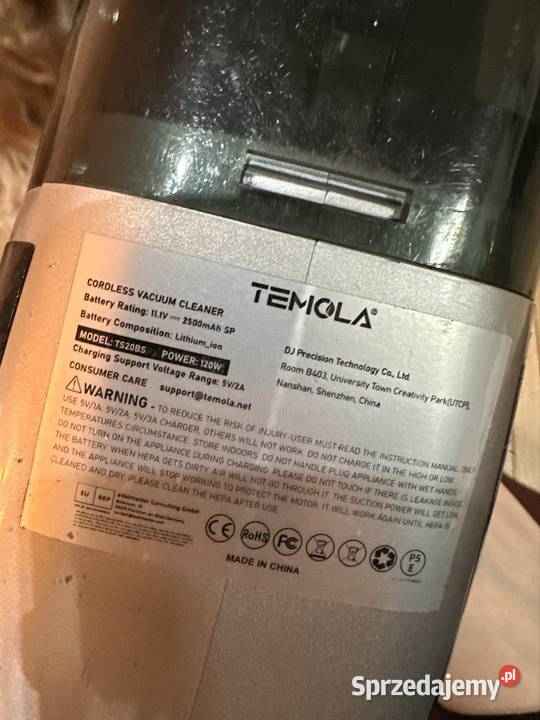 TEMOLA®
CORDLESS VACUUM CLEANER
Battery Rating: 11.1V 2500mAh 5P
Battery Composition: Lithium_ion
MODEL: TS20BS POWER: 120W
Charging Support Voltage Range: 5V/2A
CONSUMER CARE support@temola.net
DJ Precision Technology Co., Ltd.
Room B403, University Town Creativity Park(UTCP),
Nanshan, Shenzhen, China
WARNING - TO REDUCE THE RISK OF INJURY-USER MUST-READ THE INSTRUCTION MANUAL. ONLY
USE 5V/1A, 5V/2A, 5V/3A CHARGER, OTHERS WILL NOT WORK. DO NOT CHARGE IT IN THE HIGH OR LOW
TEMPERATURES CIRCUMSTANCE. STORE INDOORS. DO NOT HANDLE PLUG APPLIANCE WITH WET HANDS.
DO NOT TURN ON THE APPLIANCE DURING CHARGING. PLEASE DO NOT TOUCH IF THERE IS LEAKAGE INSIDE
THE BATTERY. WHEN HEPA GETS DIRTY AIR WILL NOT GO THROUGH IT. THE SUCTION POWER WILL GET LOW,
AND THE APPLIANCE WILL STOP WORKING TO PROTECT THE MOTOR. IT WILL WORK AGAIN UNTIL HEPA IS
CLEANED AND DRY. PLEASE CLEAN THE HEPA AFTER USE.
EU REP
eVatmaster Consulting GmbH
CE RoHS FC PSE
MADE IN CHINA
Sprzedajemy.pl